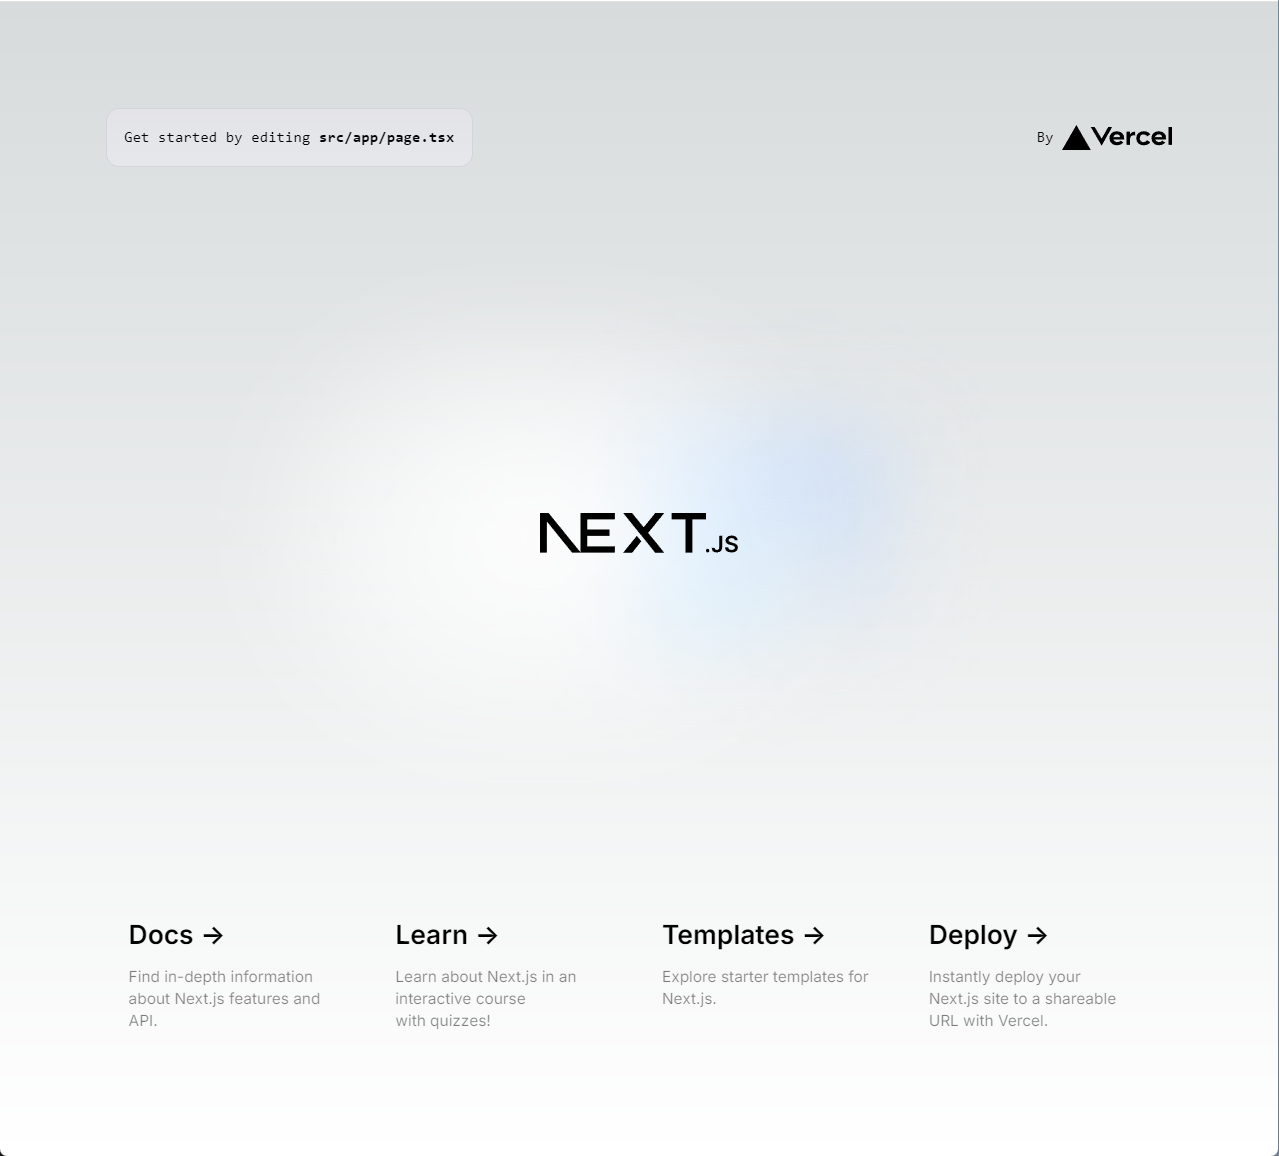 Get started by editing src/app/page.tsx
By Vercel
NEXT.JS
Docs ->
Find in-depth information
about Next.js features and
API.
Learn ->
Learn about Next.js in an
interactive course
with quizzes!
Templates ->
Explore starter templates for
Next.js.
Deploy ->
Instantly deploy your
Next.js site to a shareable
URL with Vercel.